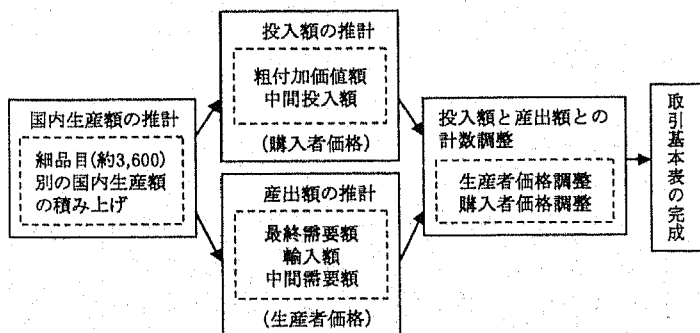 国内生産額の推計
細品目(約3,600)
別の国内生産額
の積み上げ
投入額の推計
粗付加価値額
中間投入額
(購入者価格)
産出額の推計
最終需要額
輸入額
中間需要額
(生産者価格)
投入額と産出額との
計数調整
生産者価格調整
購入者価格調整
取引基本表の完成